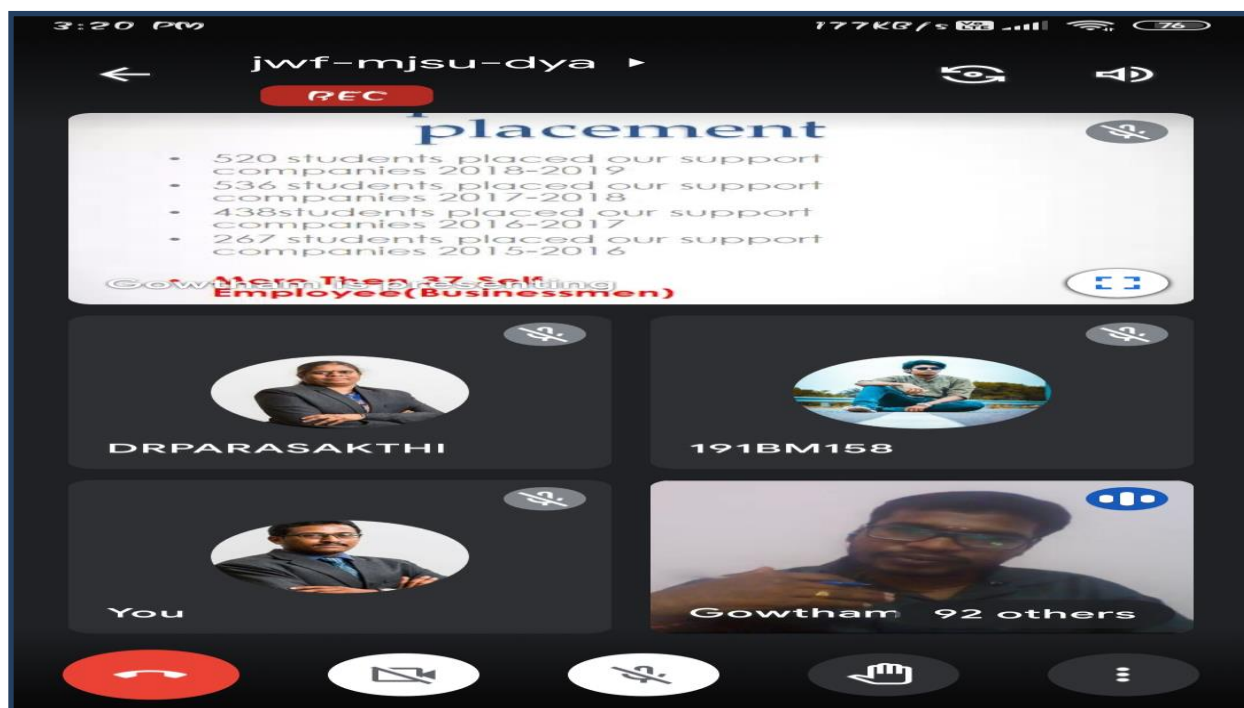 3:20 PM 177KB/s Vo LTE 76
jwf-mjsu-dya
REC
placement
• 520 students placed our support
companies 2018-2019
• 536 students placed our support
companies 2017-2018
• 438students placed our support
companies 2016-2017
• 267 students placed our support
companies 2015-2016
• More Then 37 Self
Employee(Businessmen)
Gowtham is presenting
DRPARASAKTHI
191BM158
You
Gowtham 92 others